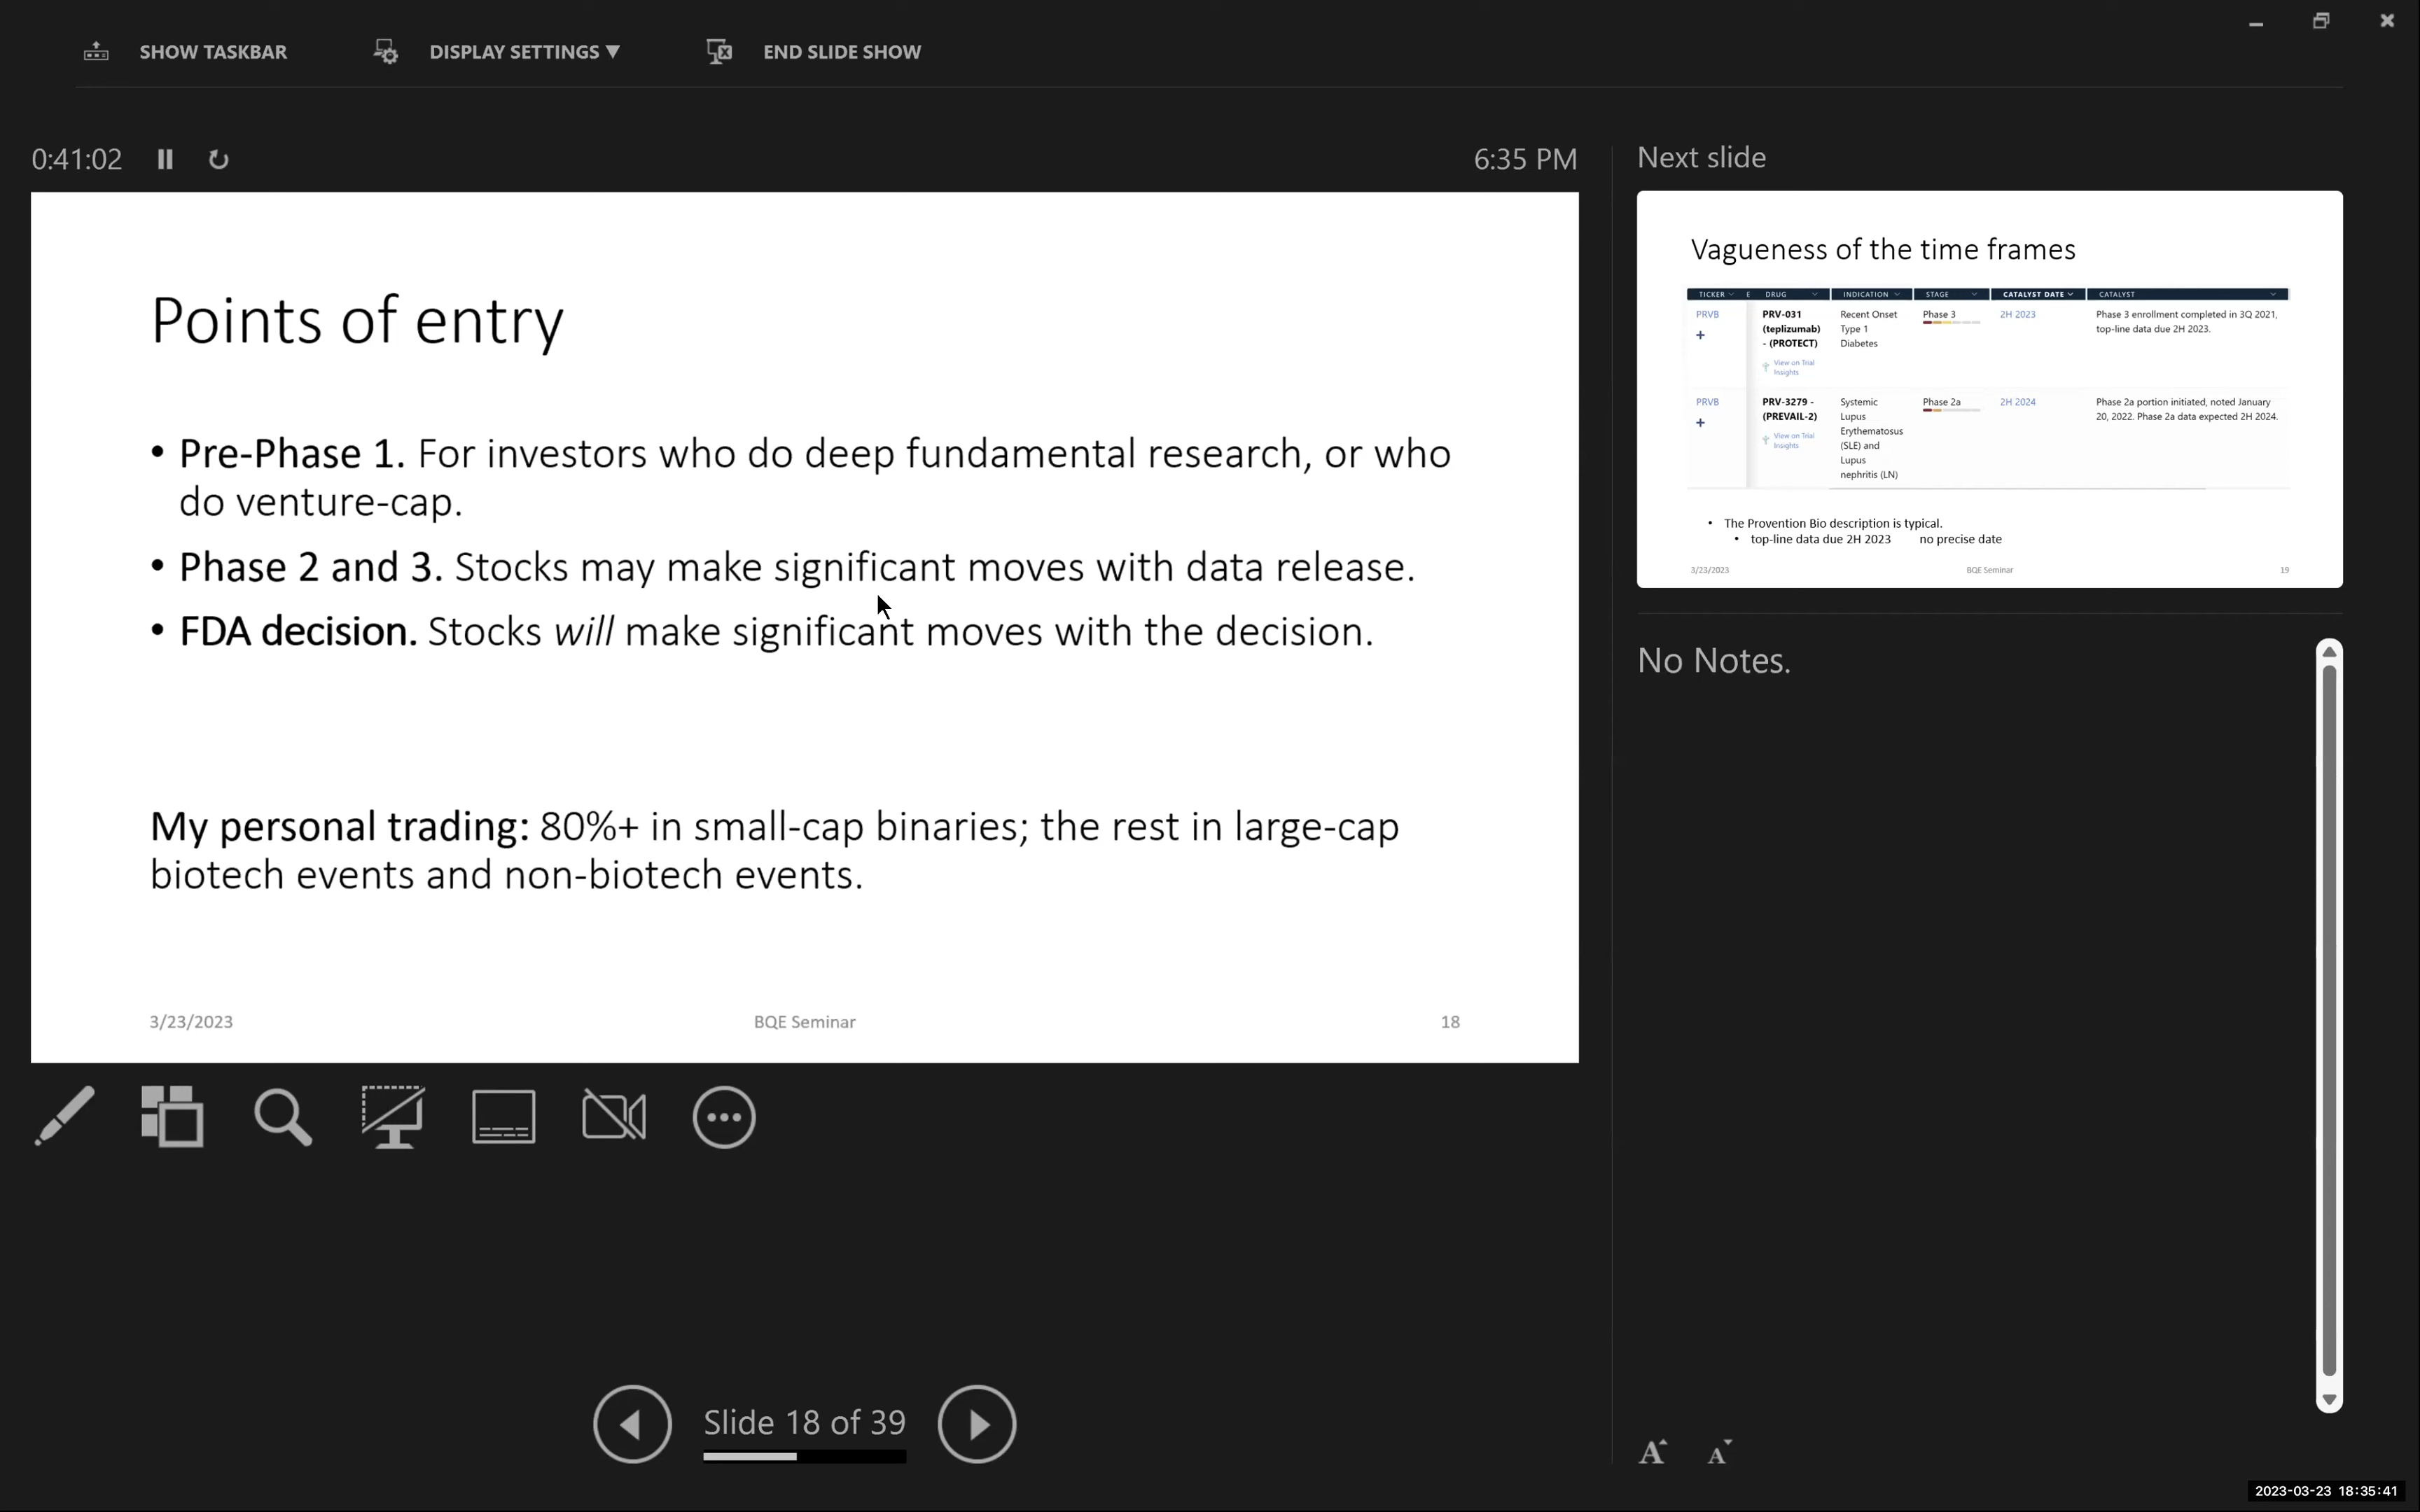 SHOW TASKBAR
DISPLAY SETTINGS ▼
END SLIDE SHOW
0:41:02
6:35 PM
Points of entry
• Pre-Phase 1. For investors who do deep fundamental research, or who
do venture-cap.
• Phase 2 and 3. Stocks may make significant moves with data release.
• FDA decision. Stocks will make significant moves with the decision.
My personal trading: 80%+ in small-cap binaries; the rest in large-cap
biotech events and non-biotech events.
3/23/2023
BQE Seminar
18
Slide 18 of 39
Next slide
Vagueness of the time frames
TICKER E DRUG INDICATION STAGE CATALYST DATE CATALYST
PRVB PRV-031 Recent Onset Phase 3 2H 2023 Phase 3 enrollment completed in 3Q 2021,
(teplizumab) Type 1 top-line data due 2H 2023.
+ - (PROTECT) Diabetes
View on Trial
Insights
PRVB PRV-3279 - Systemic Phase 2a 2H 2024 Phase 2a portion initiated, noted January
+ (PREVAIL-2) Lupus 20, 2022. Phase 2a data expected 2H 2024.
View on Trial Erythematosus
Insights (SLE) and
Lupus
nephritis (LN)
• The Provention Bio description is typical.
• top-line data due 2H 2023 no precise date
3/23/2023
BQE Seminar
19
No Notes.
A A
2023-03-23 18:35:41